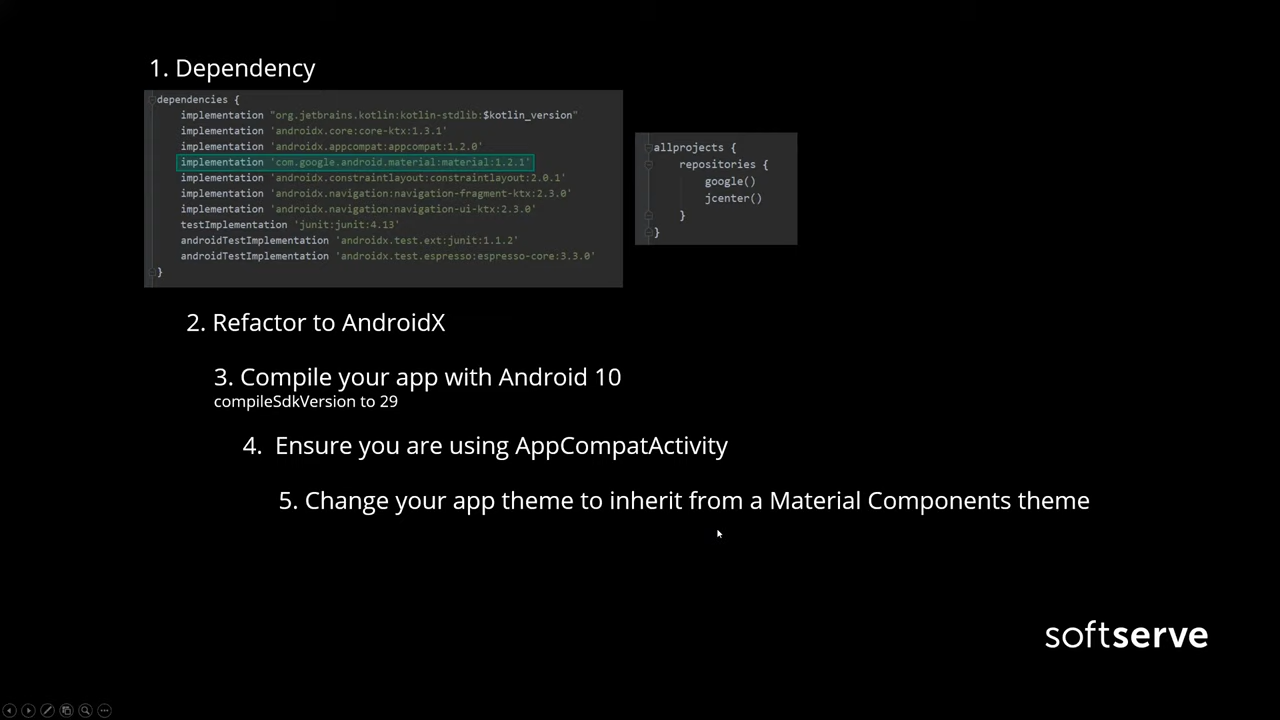 1. Dependency
dependencies {
implementation "org.jetbrains.kotlin:kotlin-stdlib:$kotlin_version"
implementation 'androidx.core:core-ktx:1.3.1'
implementation 'androidx.appcompat:appcompat:1.2.0'
implementation 'com.google.android.material:material:1.2.1'
implementation 'androidx.constraintlayout:constraintlayout:2.0.1'
implementation 'androidx.navigation:navigation-fragment-ktx:2.3.0'
implementation 'androidx.navigation:navigation-ui-ktx:2.3.0'
testImplementation 'junit:junit:4.13'
androidTestImplementation 'androidx.test.ext:junit:1.1.2'
androidTestImplementation 'androidx.test.espresso:espresso-core:3.3.0'
}
allprojects {
repositories {
google()
jcenter()
}
}
2. Refactor to AndroidX
3. Compile your app with Android 10
compileSdkVersion to 29
4. Ensure you are using AppCompatActivity
5. Change your app theme to inherit from a Material Components theme
softserve